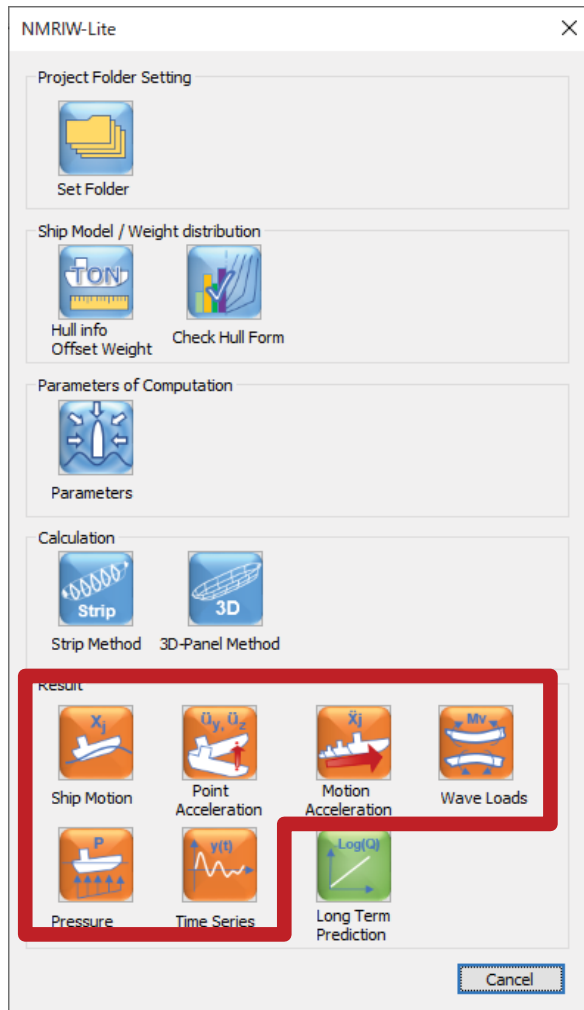 NMRIW-Lite
Project Folder Setting
Set Folder
Ship Model / Weight distribution
TON
Hull info
Offset Weight
Check Hull Form
Parameters of Computation
Parameters
Calculation
Strip
3D
Strip Method
3D-Panel Method
Result
Xj
Üy, Üz
Ẍj
Mv
Ship Motion
Point
Acceleration
Motion
Acceleration
Wave Loads
P
y(t)
Log(Q)
Pressure
Time Series
Long Term
Prediction
Cancel